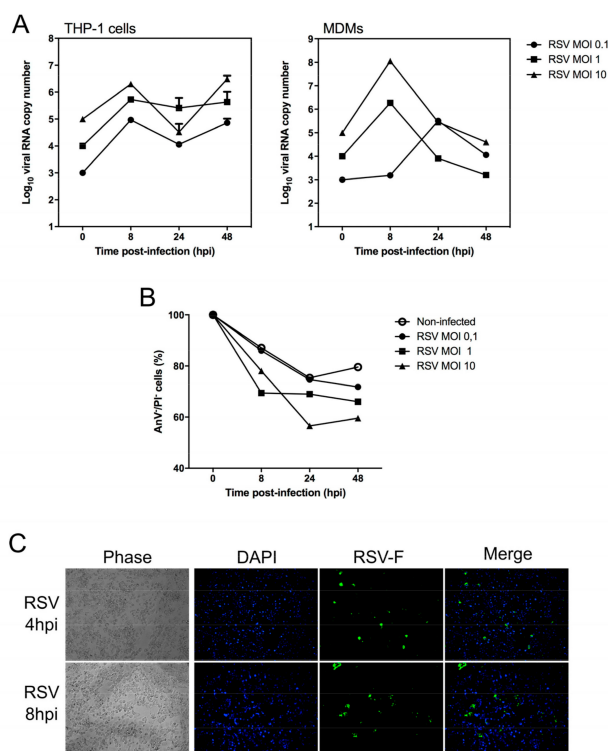 A
THP-1 cells
Log10 viral RNA copy number
6
5
4
3
2
1
0
8
24
48
Time post-infection (hpi)
MDMs
Log10 viral RNA copy number
9
8
7
6
5
4
3
2
1
0
8
24
48
Time post-infection (hpi)
RSV MOI 0.1
RSV MOI 1
RSV MOI 10
B
AnV-/PI- cells (%)
100
80
60
40
0
8
24
48
Time post-infection (hpi)
Non-infected
RSV MOI 0,1
RSV MOI 1
RSV MOI 10
C
Phase
DAPI
RSV-F
Merge
RSV
4hpi
RSV
8hpi